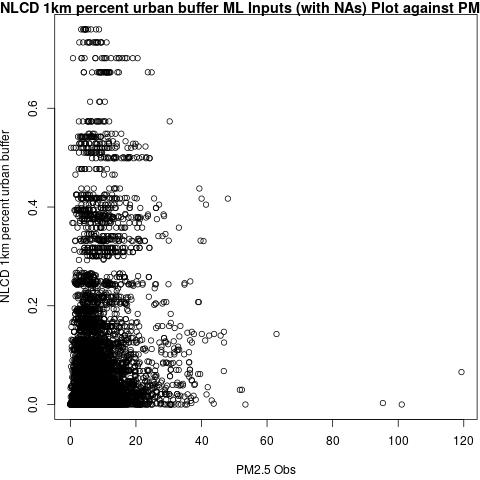 NLCD 1km percent urban buffer ML Inputs (with NAs) Plot against PM
NLCD 1km percent urban buffer
0.6
0.4
0.2
0.0
0 20 40 60 80 100 120
PM2.5 Obs